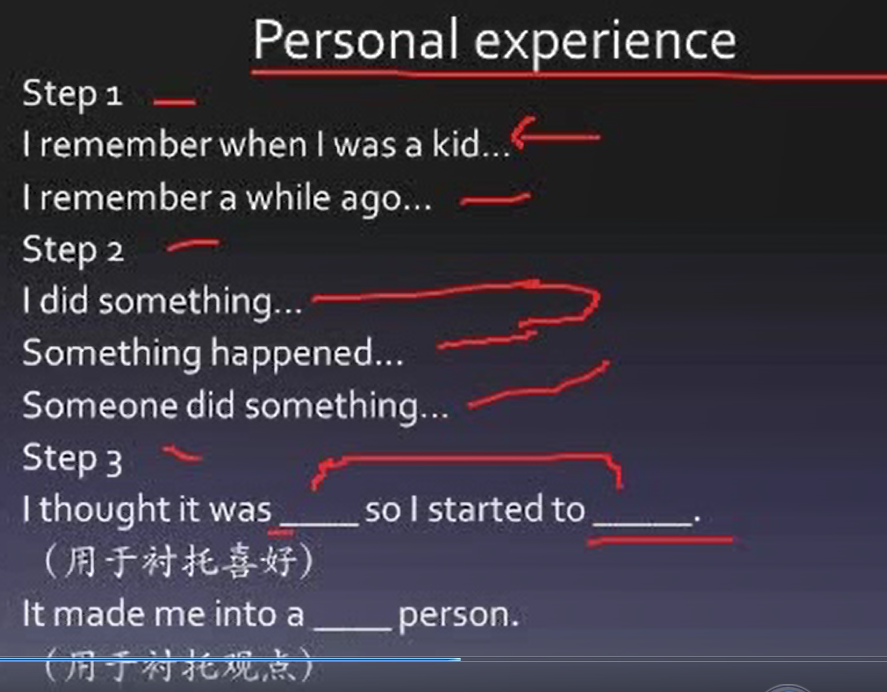 Personal experience
Step 1
I remember when I was a kid...
I remember a while ago...
Step 2
I did something...
Something happened...
Someone did something...
Step 3
I thought it was ____ so I started to _____.
（用于衬托喜好）
It made me into a ____ person.
（用于衬托观点）